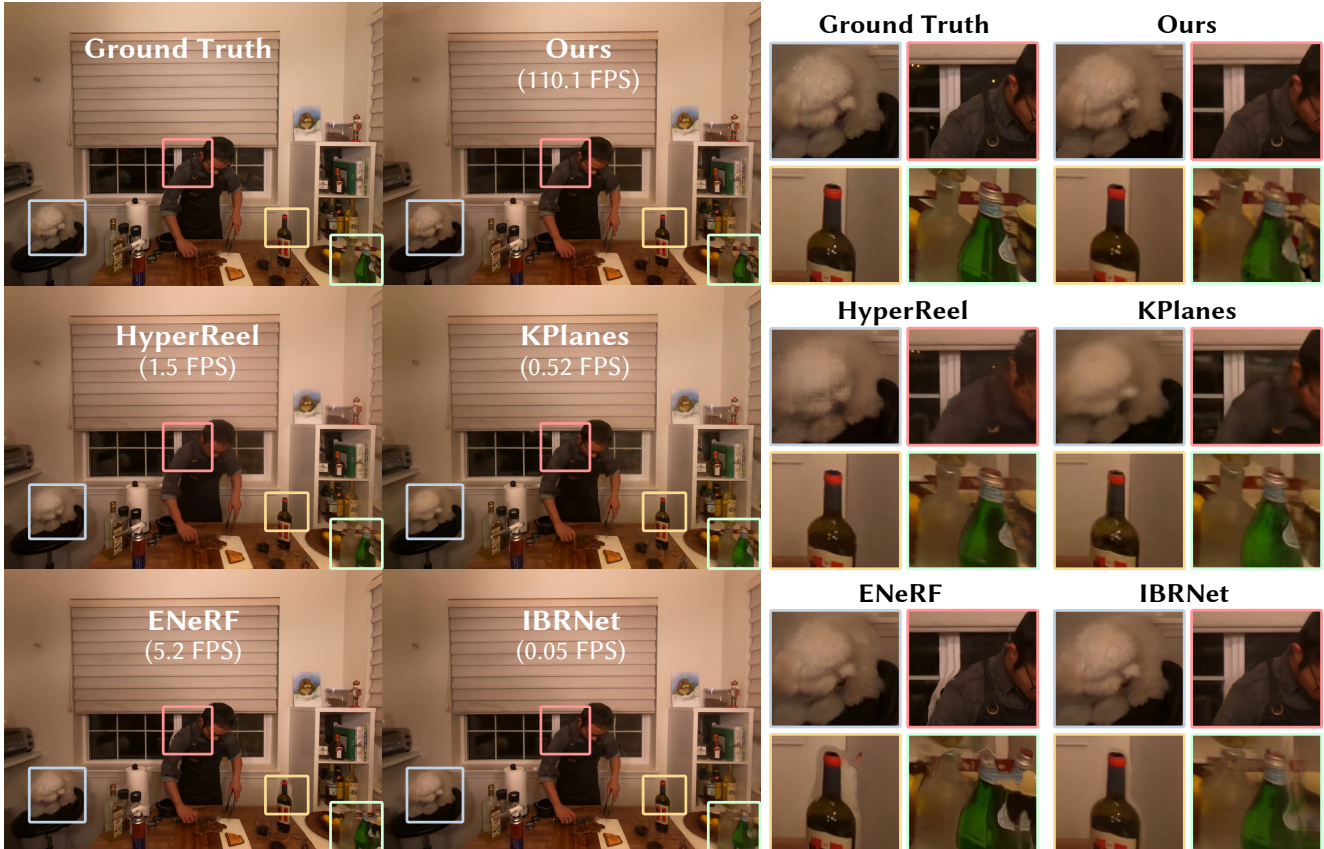 Ground Truth
Ours
(110.1 FPS)
Ground Truth
Ours
HyperReel
(1.5 FPS)
KPlanes
(0.52 FPS)
HyperReel
KPlanes
ENeRF
(5.2 FPS)
IBRNet
(0.05 FPS)
ENeRF
IBRNet